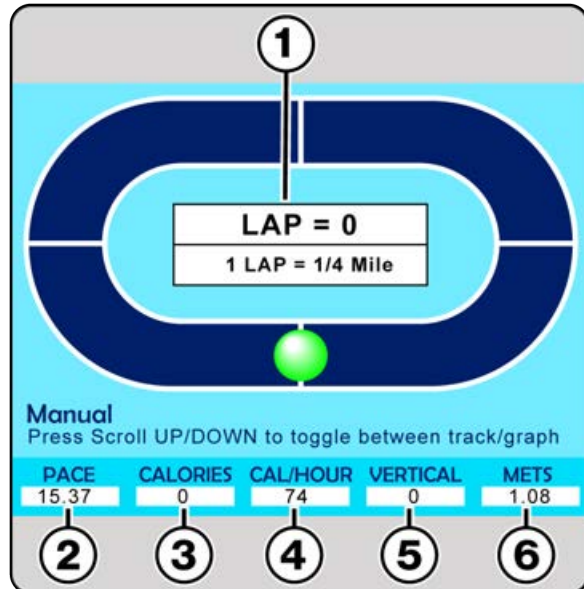 1
LAP = 0
1 LAP = 1/4 Mile
Manual
Press Scroll UP/DOWN to toggle between track/graph
PACE CALORIES CAL/HOUR VERTICAL METS
15.37 0 74 0 1.08
2 3 4 5 6